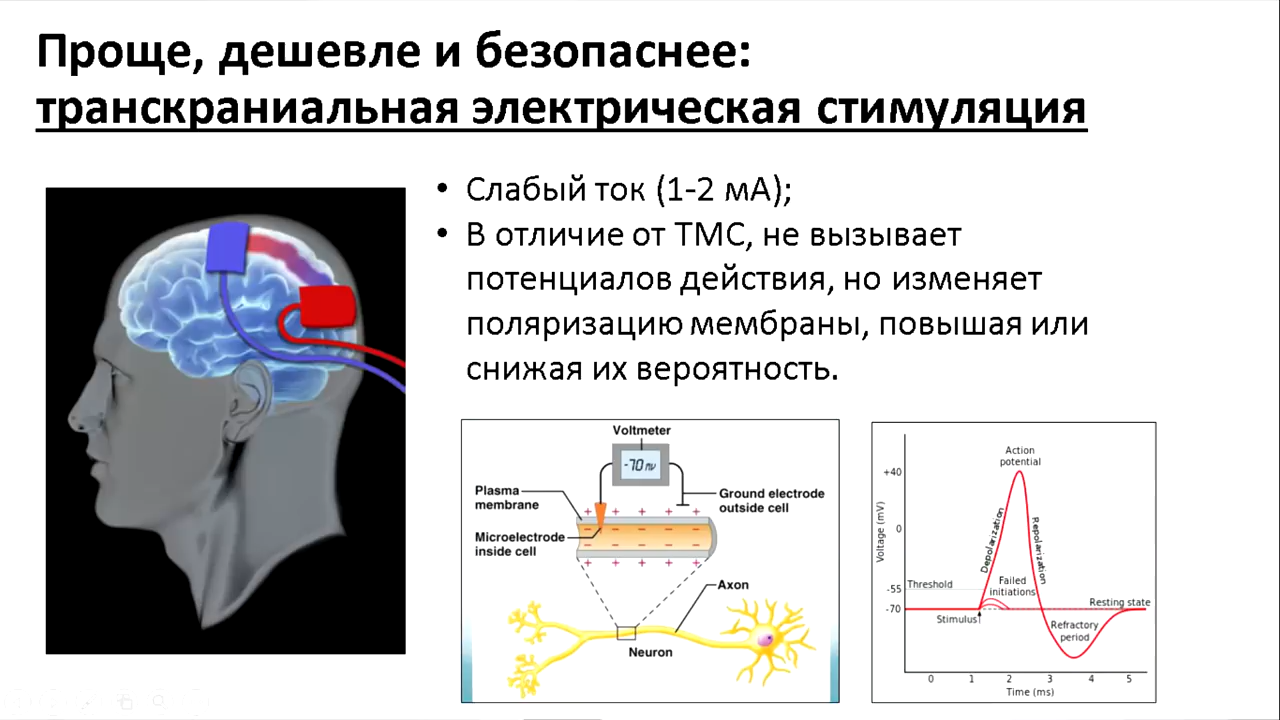 Проще, дешевле и безопаснее:
транскраниальная электрическая стимуляция
• Слабый ток (1-2 мА);
• В отличие от ТМС, не вызывает
потенциалов действия, но изменяет
поляризацию мембраны, повышая или
снижая их вероятность.
Voltmeter
-70 mv
Plasma
membrane
Ground electrode
outside cell
Microelectrode
inside cell
Axon
Neuron
Action
potential
+40
Voltage (mV)
Depolarization
Repolarization
0
Threshold
Failed
initiations
-55
-70
Resting state
Stimulus
Refractory
period
0 1 2 3 4 5
Time (ms)